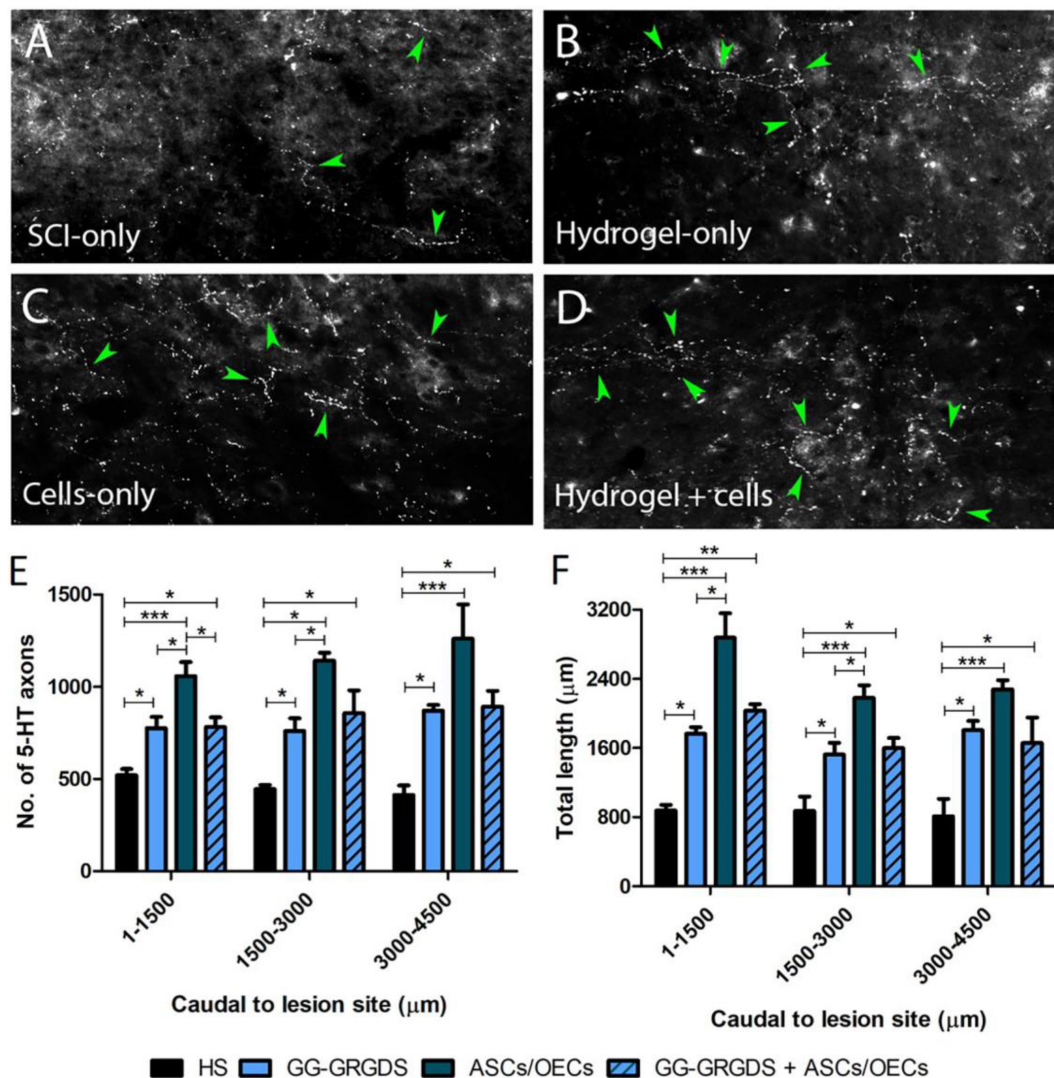 A
SCI-only
B
Hydrogel-only
C
Cells-only
D
Hydrogel + cells
E
No. of 5-HT axons
1500
1000
500
0
* *** * * *
* * * *
* *** *
1-1500
1500-3000
3000-4500
Caudal to lesion site (μm)
F
Total length (μm)
3200
2400
1600
800
0
** *** * *
* *** * *
* *** *
1-1500
1500-3000
3000-4500
Caudal to lesion site (μm)
HS GG-GRGDS ASCs/OECs GG-GRGDS + ASCs/OECs